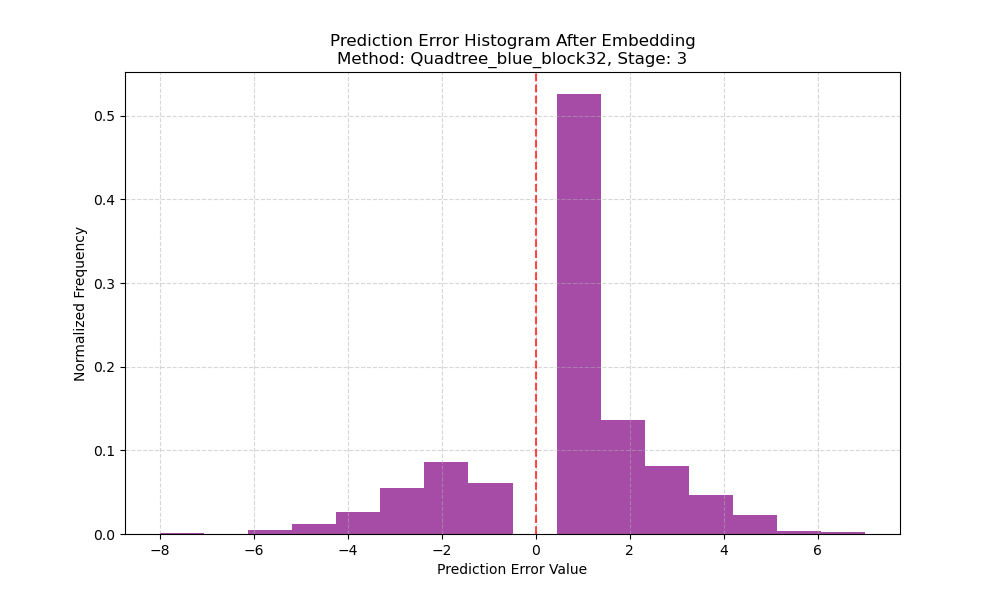 Prediction Error Histogram After Embedding
Method: Quadtree_blue_block32, Stage: 3
Normalized Frequency
0.5
0.4
0.3
0.2
0.1
0.0
−8 −6 −4 −2 0 2 4 6
Prediction Error Value